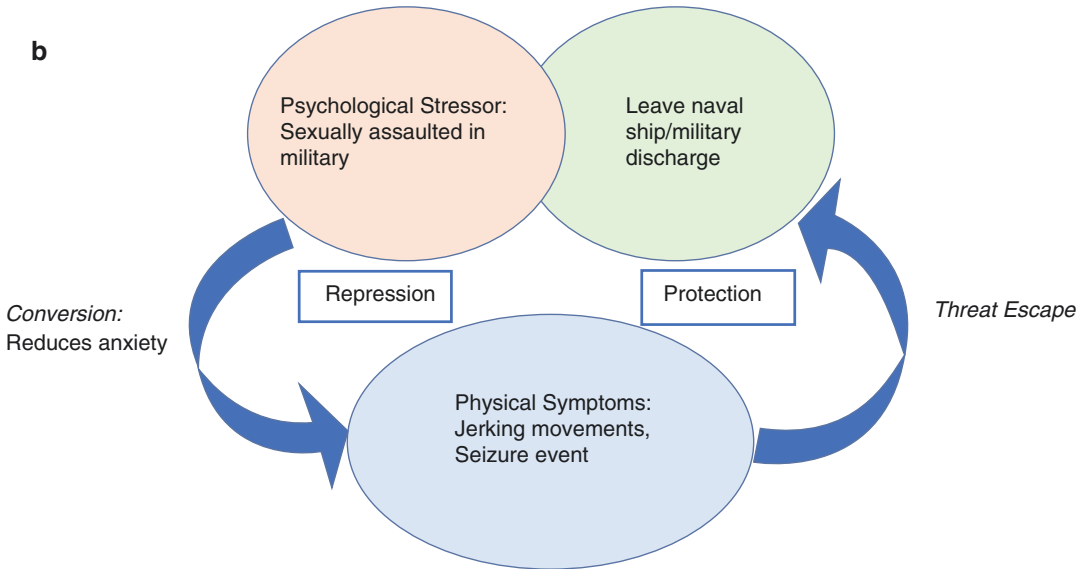 b
Psychological Stressor:
Sexually assaulted in
military
Leave naval
ship/military
discharge
Repression
Protection
Conversion:
Reduces anxiety
Threat Escape
Physical Symptoms:
Jerking movements,
Seizure event